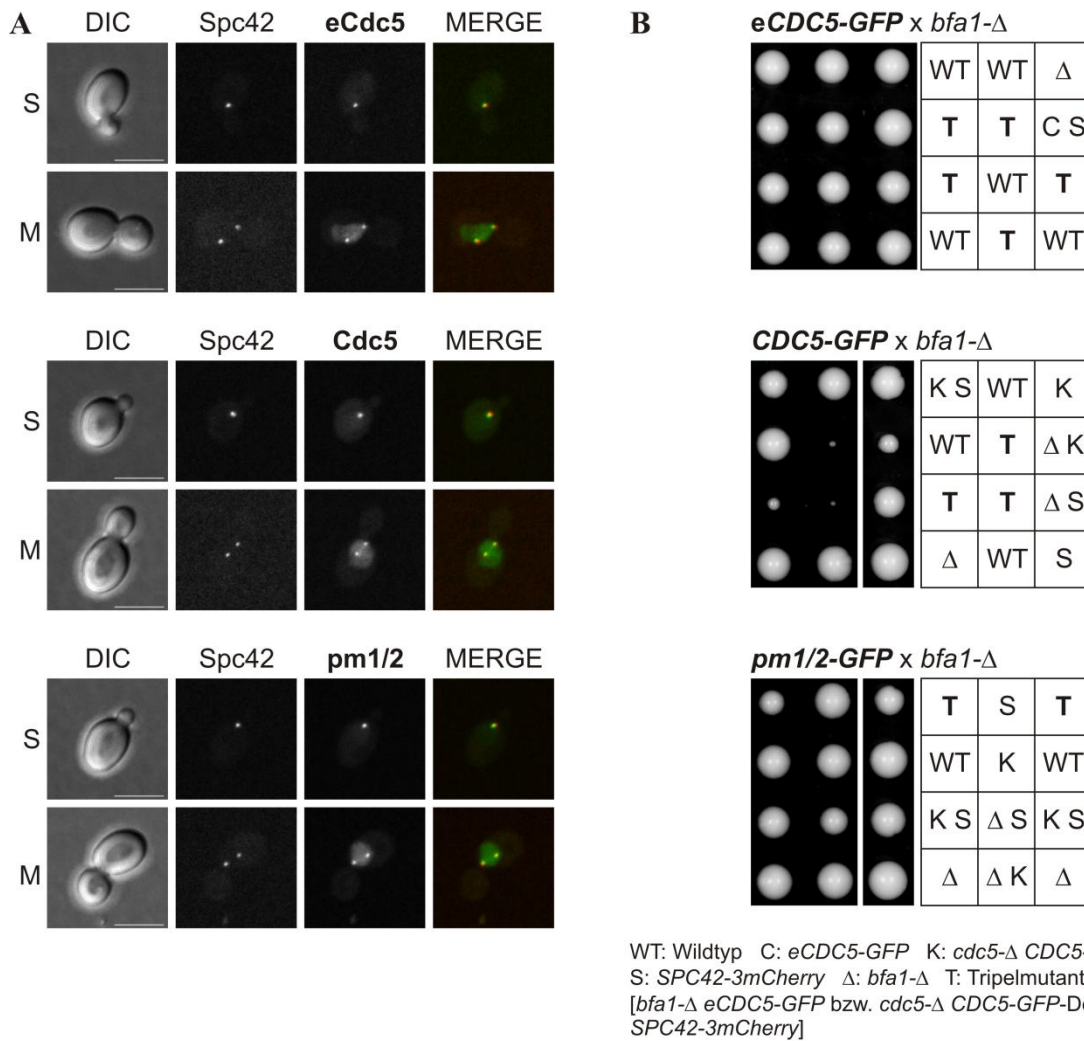 A
DIC Spc42 eCdc5 MERGE
S
M
DIC Spc42 Cdc5 MERGE
S
M
DIC Spc42 pm1/2 MERGE
S
M
B
eCDC5-GFP x bfa1-Δ
WT WT Δ
T T C S
T WT T
WT T WT
CDC5-GFP x bfa1-Δ
K S WT K
WT T Δ K
T T Δ S
Δ WT S
pm1/2-GFP x bfa1-Δ
T S T
WT K WT
K S Δ S K S
Δ Δ K Δ
WT: Wildtyp C: eCDC5-GFP K: cdc5-Δ CDC5-
S: SPC42-3mCherry Δ: bfa1-Δ T: Tripelmutant
[bfa1-Δ eCDC5-GFP bzw. cdc5-Δ CDC5-GFP-
SPC42-3mCherry]